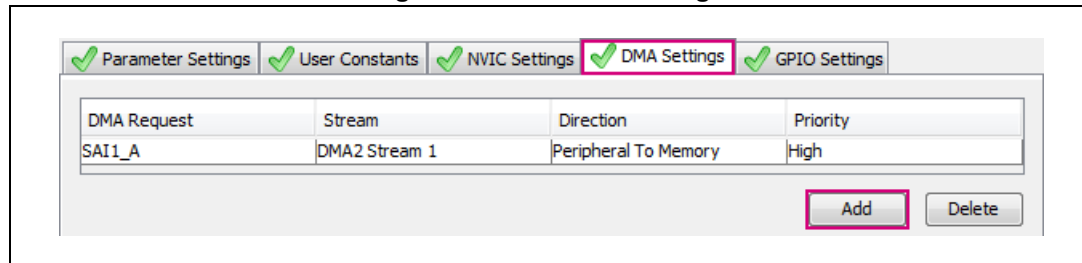 Parameter Settings User Constants NVIC Settings DMA Settings GPIO Settings
DMA Request Stream Direction Priority
SAI1_A DMA2 Stream 1 Peripheral To Memory High
Add Delete